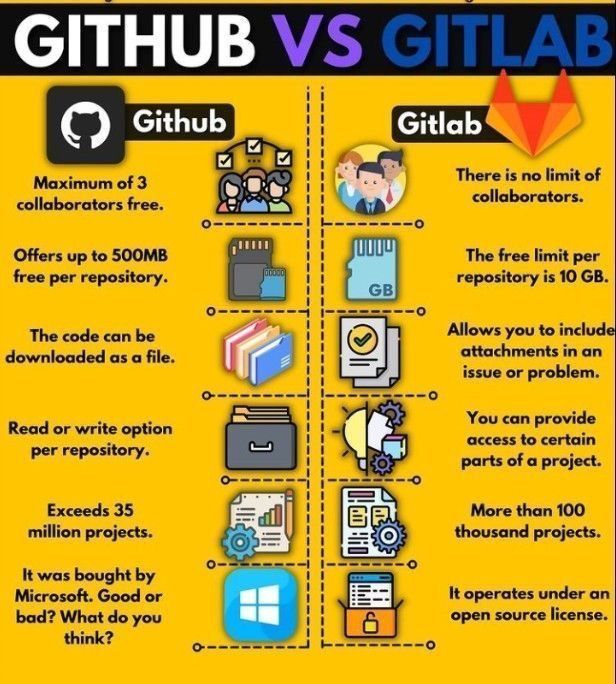 GITHUB VS GITLAB
Github
Maximum of 3
collaborators free.
Offers up to 500MB
free per repository.
The code can be
downloaded as a file.
Read or write option
per repository.
Exceeds 35
million projects.
It was bought by
Microsoft. Good or
bad? What do you
think?
Gitlab
There is no limit of
collaborators.
The free limit per
repository is 10 GB.
GB
Allows you to include
attachments in an
issue or problem.
You can provide
access to certain
parts of a project.
More than 100
thousand projects.
It operates under an
open source license.